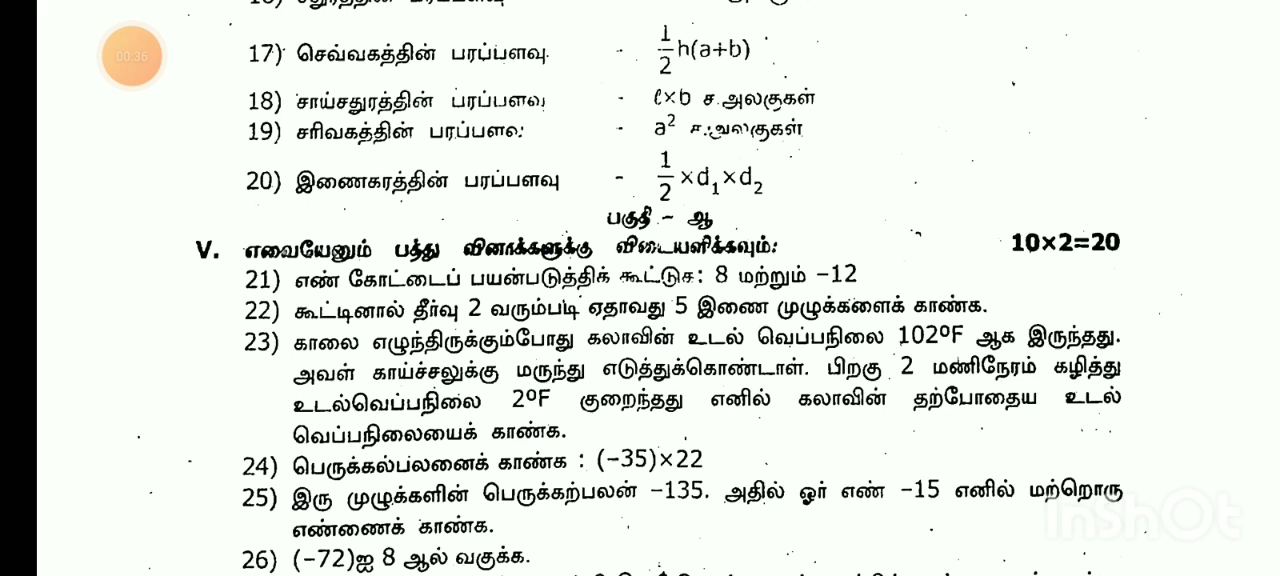 17) செவ்வகத்தின் பரப்பளவு - 1/2 h(a+b)
18) சாய்சதுரத்தின் பரப்பளவு - ℓ×b ச.அலகுகள்
19) சரிவகத்தின் பரப்பளவு - a² ச.அலகுகள்
20) இணைகரத்தின் பரப்பளவு - 1/2 ×d₁×d₂
பகுதி - ஆ
V. எவையேனும் பத்து வினாக்களுக்கு விடையளிக்கவும்: 10×2=20
21) எண் கோட்டைப் பயன்படுத்திக் கூட்டுக: 8 மற்றும் -12
22) கூட்டினால் தீர்வு 2 வரும்படி ஏதாவது 5 இணை முழுக்களைக் காண்க.
23) காலை எழுந்திருக்கும்போது கலாவின் உடல் வெப்பநிலை 102ºF ஆக இருந்தது.
அவள் காய்ச்சலுக்கு மருந்து எடுத்துக்கொண்டாள். பிறகு 2 மணிநேரம் கழித்து
உடல்வெப்பநிலை 2ºF குறைந்தது எனில் கலாவின் தற்போதைய உடல்
வெப்பநிலையைக் காண்க.
24) பெருக்கல்பலனைக் காண்க : (-35)×22
25) இரு முழுக்களின் பெருக்கற்பலன் -135. அதில் ஓர் எண் -15 எனில் மற்றொரு
எண்ணைக் காண்க.
26) (-72)ஐ 8 ஆல் வகுக்க.
00:36
InshOt